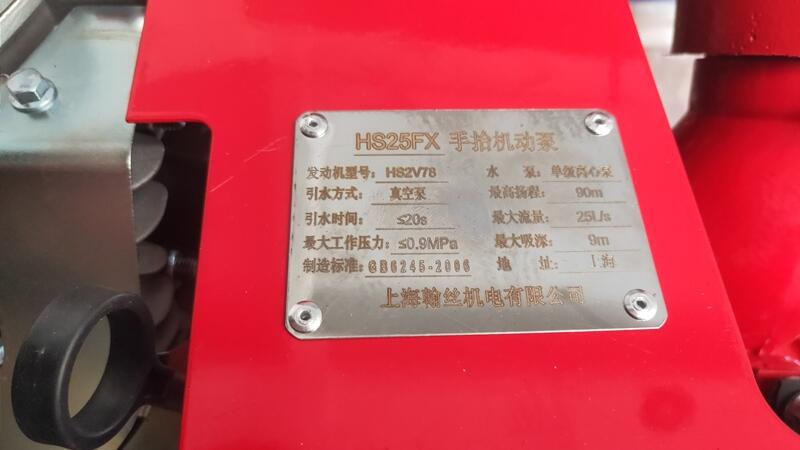 HS25FX 手抬机动泵
发动机型号: HS2V78 水 泵: 单级离心泵
引水方式: 真空泵 最高扬程: 90m
引水时间: ≤20s 最大流量: 25L/s
最大工作压力: ≤0.9MPa 最大吸深: 9m
制造标准: GB6245-2006 地 址: 上海
上海翰丝机电有限公司